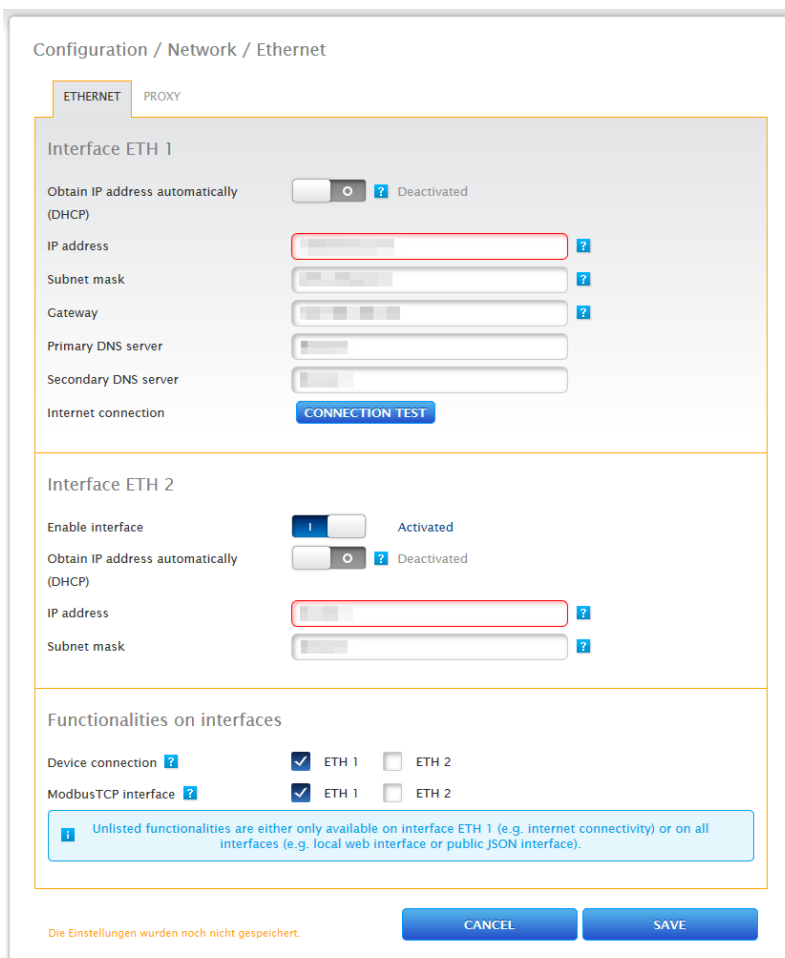 Configuration / Network / Ethernet
ETHERNET PROXY
Interface ETH 1
Obtain IP address automatically
(DHCP)
O ? Deactivated
IP address ?
Subnet mask ?
Gateway ?
Primary DNS server
Secondary DNS server
Internet connection CONNECTION TEST
Interface ETH 2
Enable interface I Activated
Obtain IP address automatically
(DHCP)
O ? Deactivated
IP address ?
Subnet mask ?
Functionalities on interfaces
Device connection ? ETH 1 ETH 2
ModbusTCP interface ? ETH 1 ETH 2
i Unlisted functionalities are either only available on interface ETH 1 (e.g. internet connectivity) or on all
interfaces (e.g. local web interface or public JSON interface).
Die Einstellungen wurden noch nicht gespeichert. CANCEL SAVE